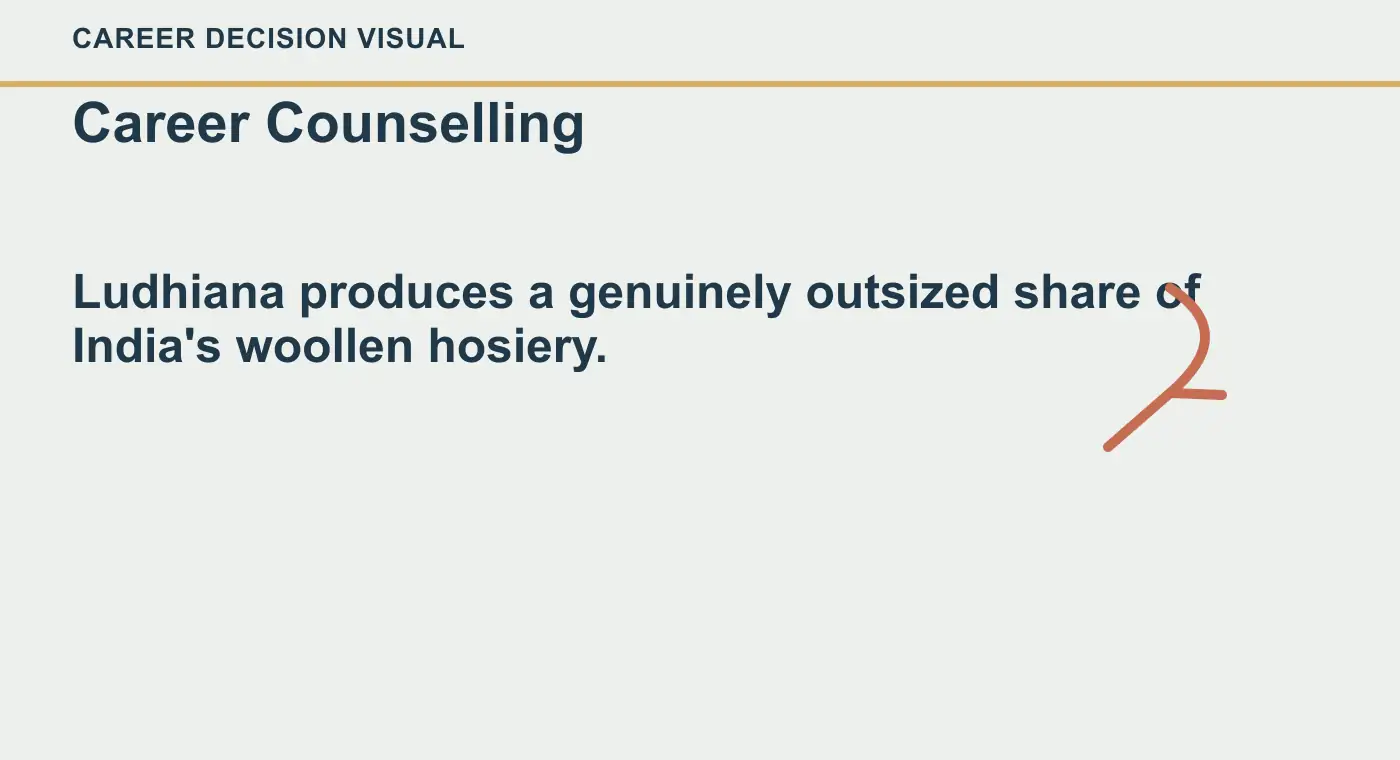 CAREER DECISION VISUAL
Career Counselling
Ludhiana produces a genuinely outsized share of
India's woollen hosiery.